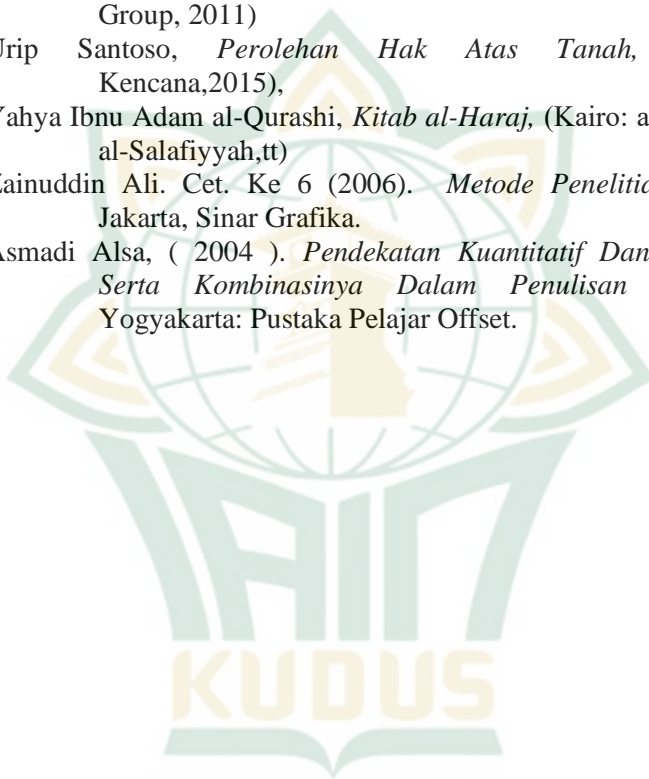 Group, 2011)
Urip Santoso, Perolehan Hak Atas Tanah,
Kencana,2015),
Yahya Ibnu Adam al-Qurashi, Kitab al-Haraj, (Kairo: a
al-Salafiyyah,tt)
Zainuddin Ali. Cet. Ke 6 (2006). Metode Penelitia
Jakarta, Sinar Grafika.
Asmadi Alsa, ( 2004 ). Pendekatan Kuantitatif Dan
Serta Kombinasinya Dalam Penulisan
Yogyakarta: Pustaka Pelajar Offset.
IAIN
KUDUS